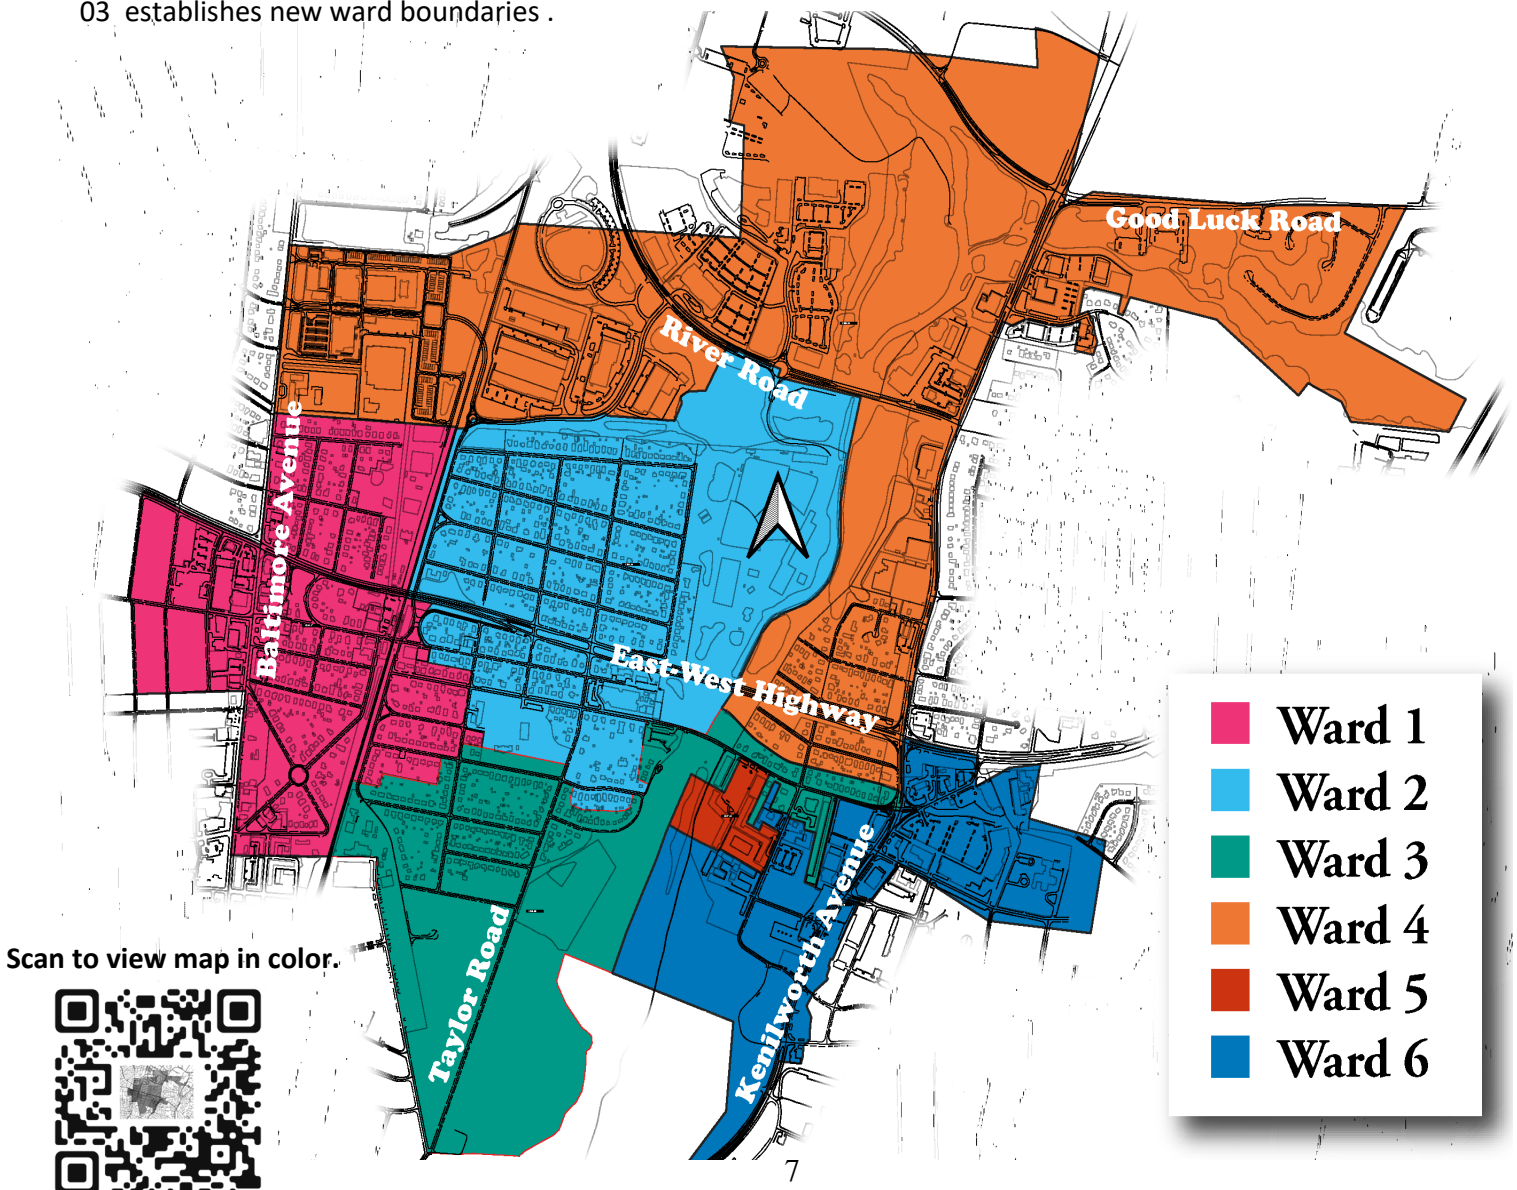 03 establishes new ward boundaries .
Good Luck Road
River Road
Baltimore Avenue
East-West Highway
Ward 1
Ward 2
Ward 3
Ward 4
Ward 5
Ward 6
Kenilworth Avenue
Taylor Road
Scan to view map in color.
7